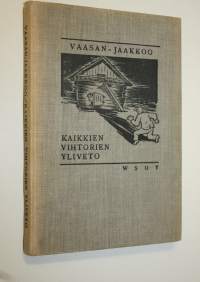 VAASAN-JAAKKOO
KAIKKIEN
VIHTORIEN
YLIVETO
WSOY